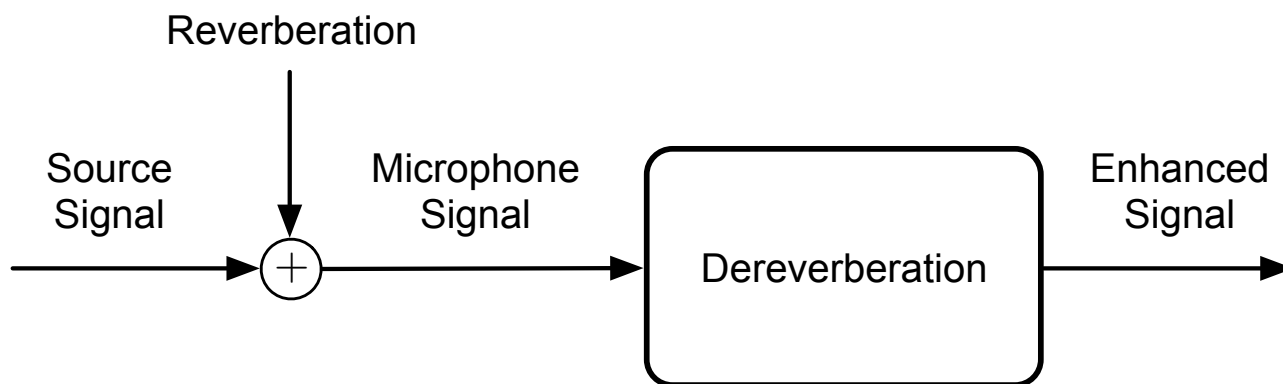 Reverberation
Source
Signal
+
Microphone
Signal
Dereverberation
Enhanced
Signal